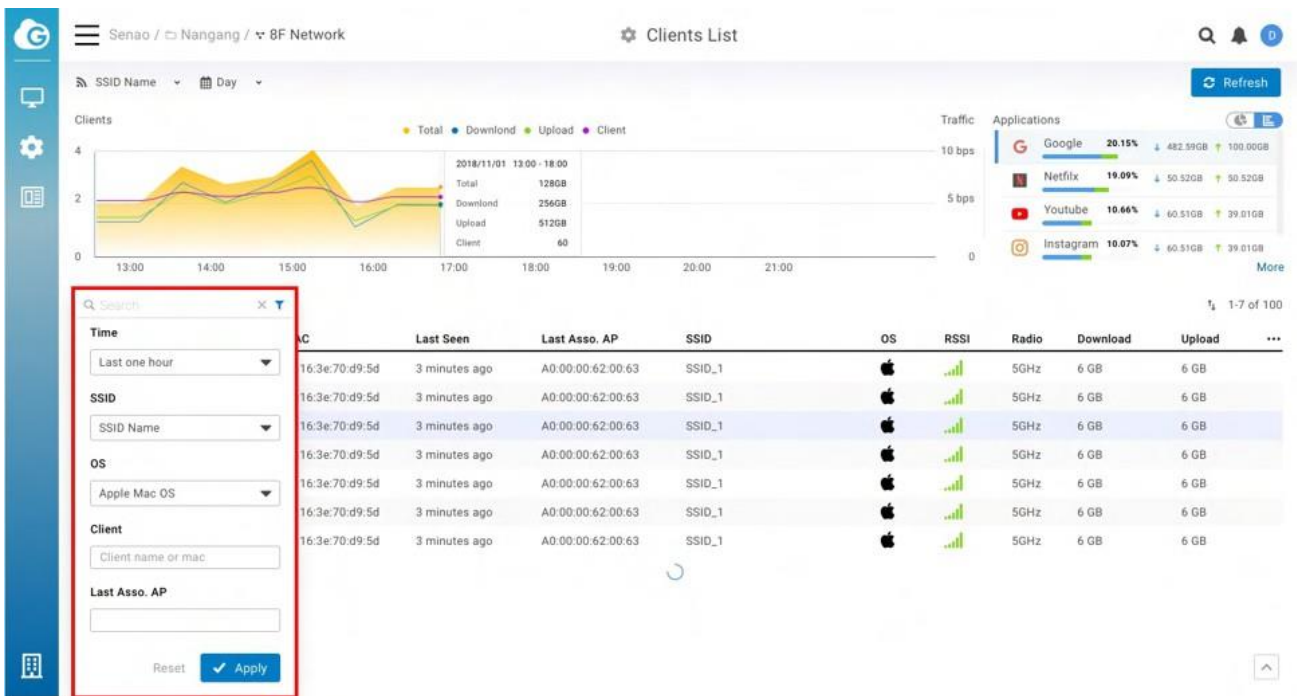 Senao / Nangang / 8F Network
Clients List
D
SSID Name
Day
Refresh
Clients
Total Downlond Upload Client
Traffic
Applications
4
2
0
10 bps
5 bps
0
2018/11/01 13:00 - 18:00
Total 128GB
Downlond 256GB
Upload 512GB
Client 60
13:00 14:00 15:00 16:00 17:00 18:00 19:00 20:00 21:00
G Google 20.15% ↓ 482.59GB ↑ 100.00GB
N Netfilx 19.09% ↓ 50.52GB ↑ 50.52GB
Youtube 10.66% ↓ 60.51GB ↑ 39.01GB
Instagram 10.07% ↓ 60.51GB ↑ 39.01GB
More
Search
1-7 of 100
Time
Last one hour
SSID
SSID Name
OS
Apple Mac OS
Client
Client name or mac
Last Asso. AP
Reset Apply
AC Last Seen Last Asso. AP SSID OS RSSI Radio Download Upload ...
16:3e:70:d9:5d 3 minutes ago A0:00:00:62:00:63 SSID_1 5GHz 6 GB 6 GB
16:3e:70:d9:5d 3 minutes ago A0:00:00:62:00:63 SSID_1 5GHz 6 GB 6 GB
16:3e:70:d9:5d 3 minutes ago A0:00:00:62:00:63 SSID_1 5GHz 6 GB 6 GB
16:3e:70:d9:5d 3 minutes ago A0:00:00:62:00:63 SSID_1 5GHz 6 GB 6 GB
16:3e:70:d9:5d 3 minutes ago A0:00:00:62:00:63 SSID_1 5GHz 6 GB 6 GB
16:3e:70:d9:5d 3 minutes ago A0:00:00:62:00:63 SSID_1 5GHz 6 GB 6 GB
16:3e:70:d9:5d 3 minutes ago A0:00:00:62:00:63 SSID_1 5GHz 6 GB 6 GB